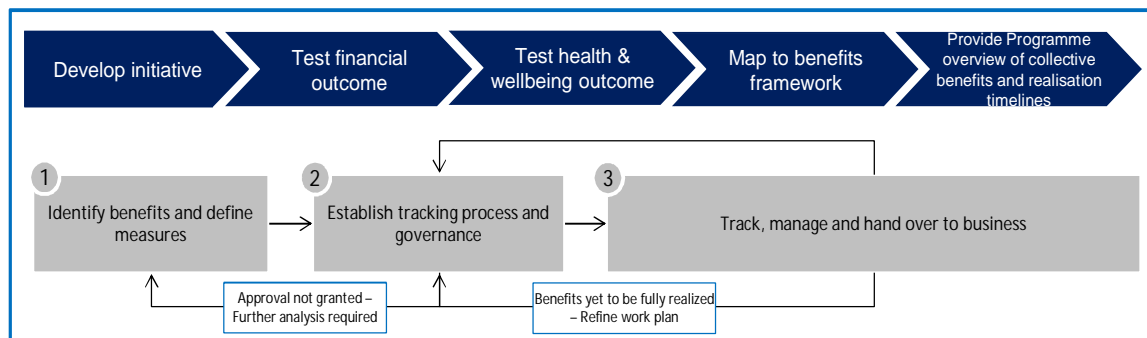 Develop initiative
Test financial
outcome
Test health &
wellbeing outcome
Map to benefits
framework
Provide Programme
overview of collective
benefits and realisation
timelines
1
Identify benefits and define
measures
2
Establish tracking process and
governance
3
Track, manage and hand over to business
Approval not granted –
Further analysis required
Benefits yet to be fully realized
– Refine work plan